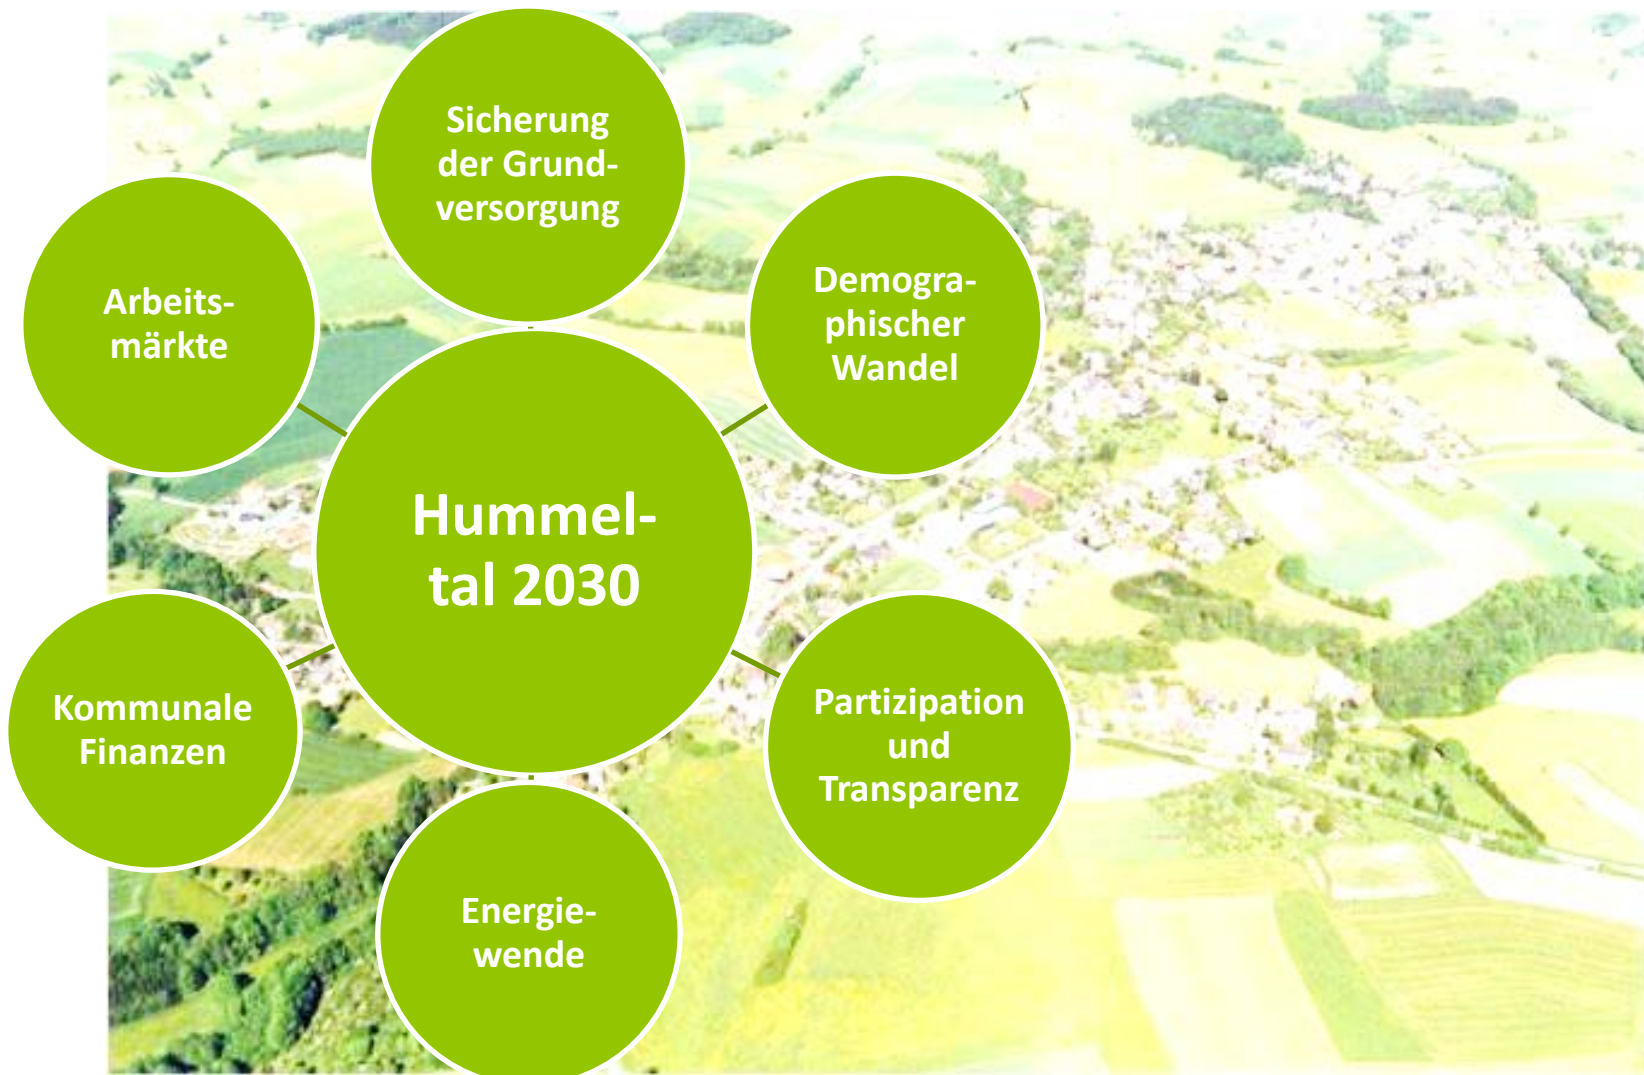 Sicherung
der Grund-
versorgung
Arbeits-
märkte
Demogra-
phischer
Wandel
Hummel-
tal 2030
Kommunale
Finanzen
Partizipation
und
Transparenz
Energie-
wende